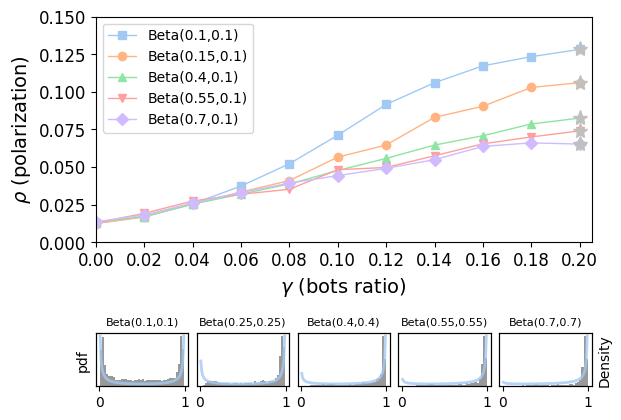 0.150
0.125
0.100
0.075
0.050
0.025
0.000
ρ (polarization)
Beta(0.1,0.1)
Beta(0.15,0.1)
Beta(0.4,0.1)
Beta(0.55,0.1)
Beta(0.7,0.1)
0.00 0.02 0.04 0.06 0.08 0.10 0.12 0.14 0.16 0.18 0.20
γ (bots ratio)
Beta(0.1,0.1) Beta(0.25,0.25) Beta(0.4,0.4) Beta(0.55,0.55) Beta(0.7,0.7)
pdf
Density
0 1 0 1 0 1 0 1 0 1